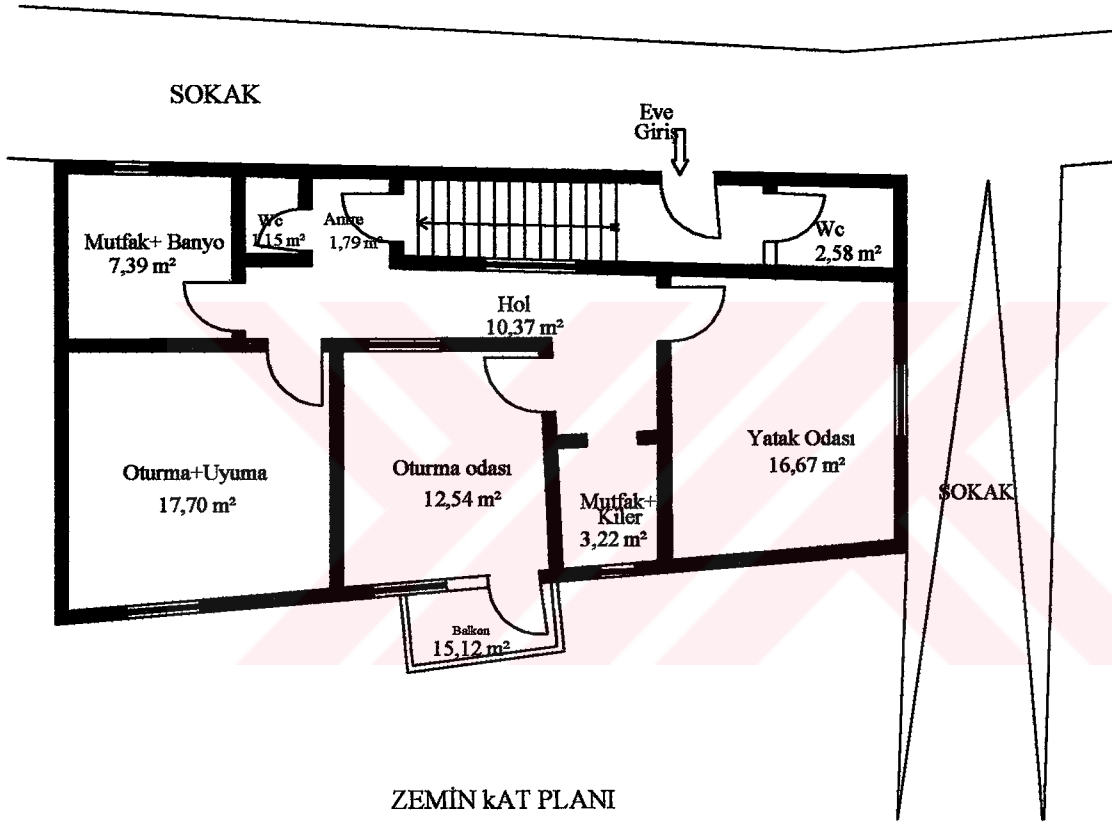 SOKAK
Eve
Giriş
Wc
1,15 m²
Antre
1,79 m²
Wc
2,58 m²
Mutfak+ Banyo
7,39 m²
Hol
10,37 m²
Oturma+Uyuma
17,70 m²
Oturma odası
12,54 m²
Mutfak+
Kiler
3,22 m²
Yatak Odası
16,67 m²
SOKAK
Balkon
15,12 m²
ZEMİN kAT PLANI